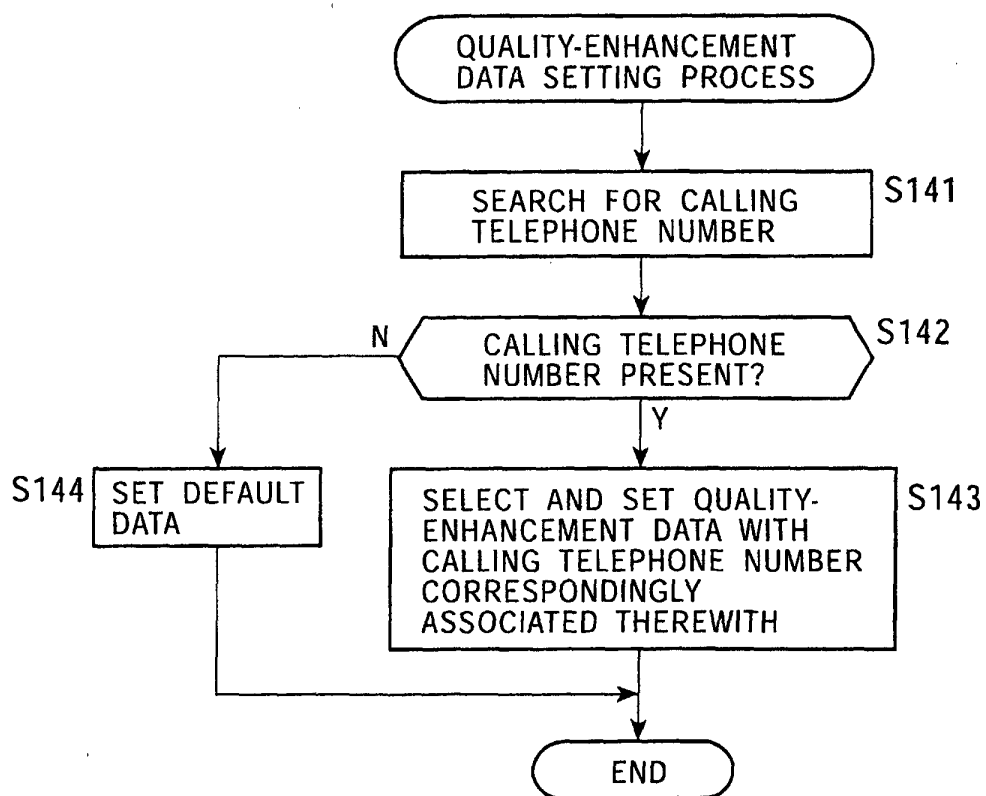 QUALITY-ENHANCEMENT
DATA SETTING PROCESS
SEARCH FOR CALLING
TELEPHONE NUMBER
S141
CALLING TELEPHONE
NUMBER PRESENT?
S142
N
Y
S144
SET DEFAULT
DATA
SELECT AND SET QUALITY-
ENHANCEMENT DATA WITH
CALLING TELEPHONE NUMBER
CORRESPONDINGLY
ASSOCIATED THEREWITH
S143
END